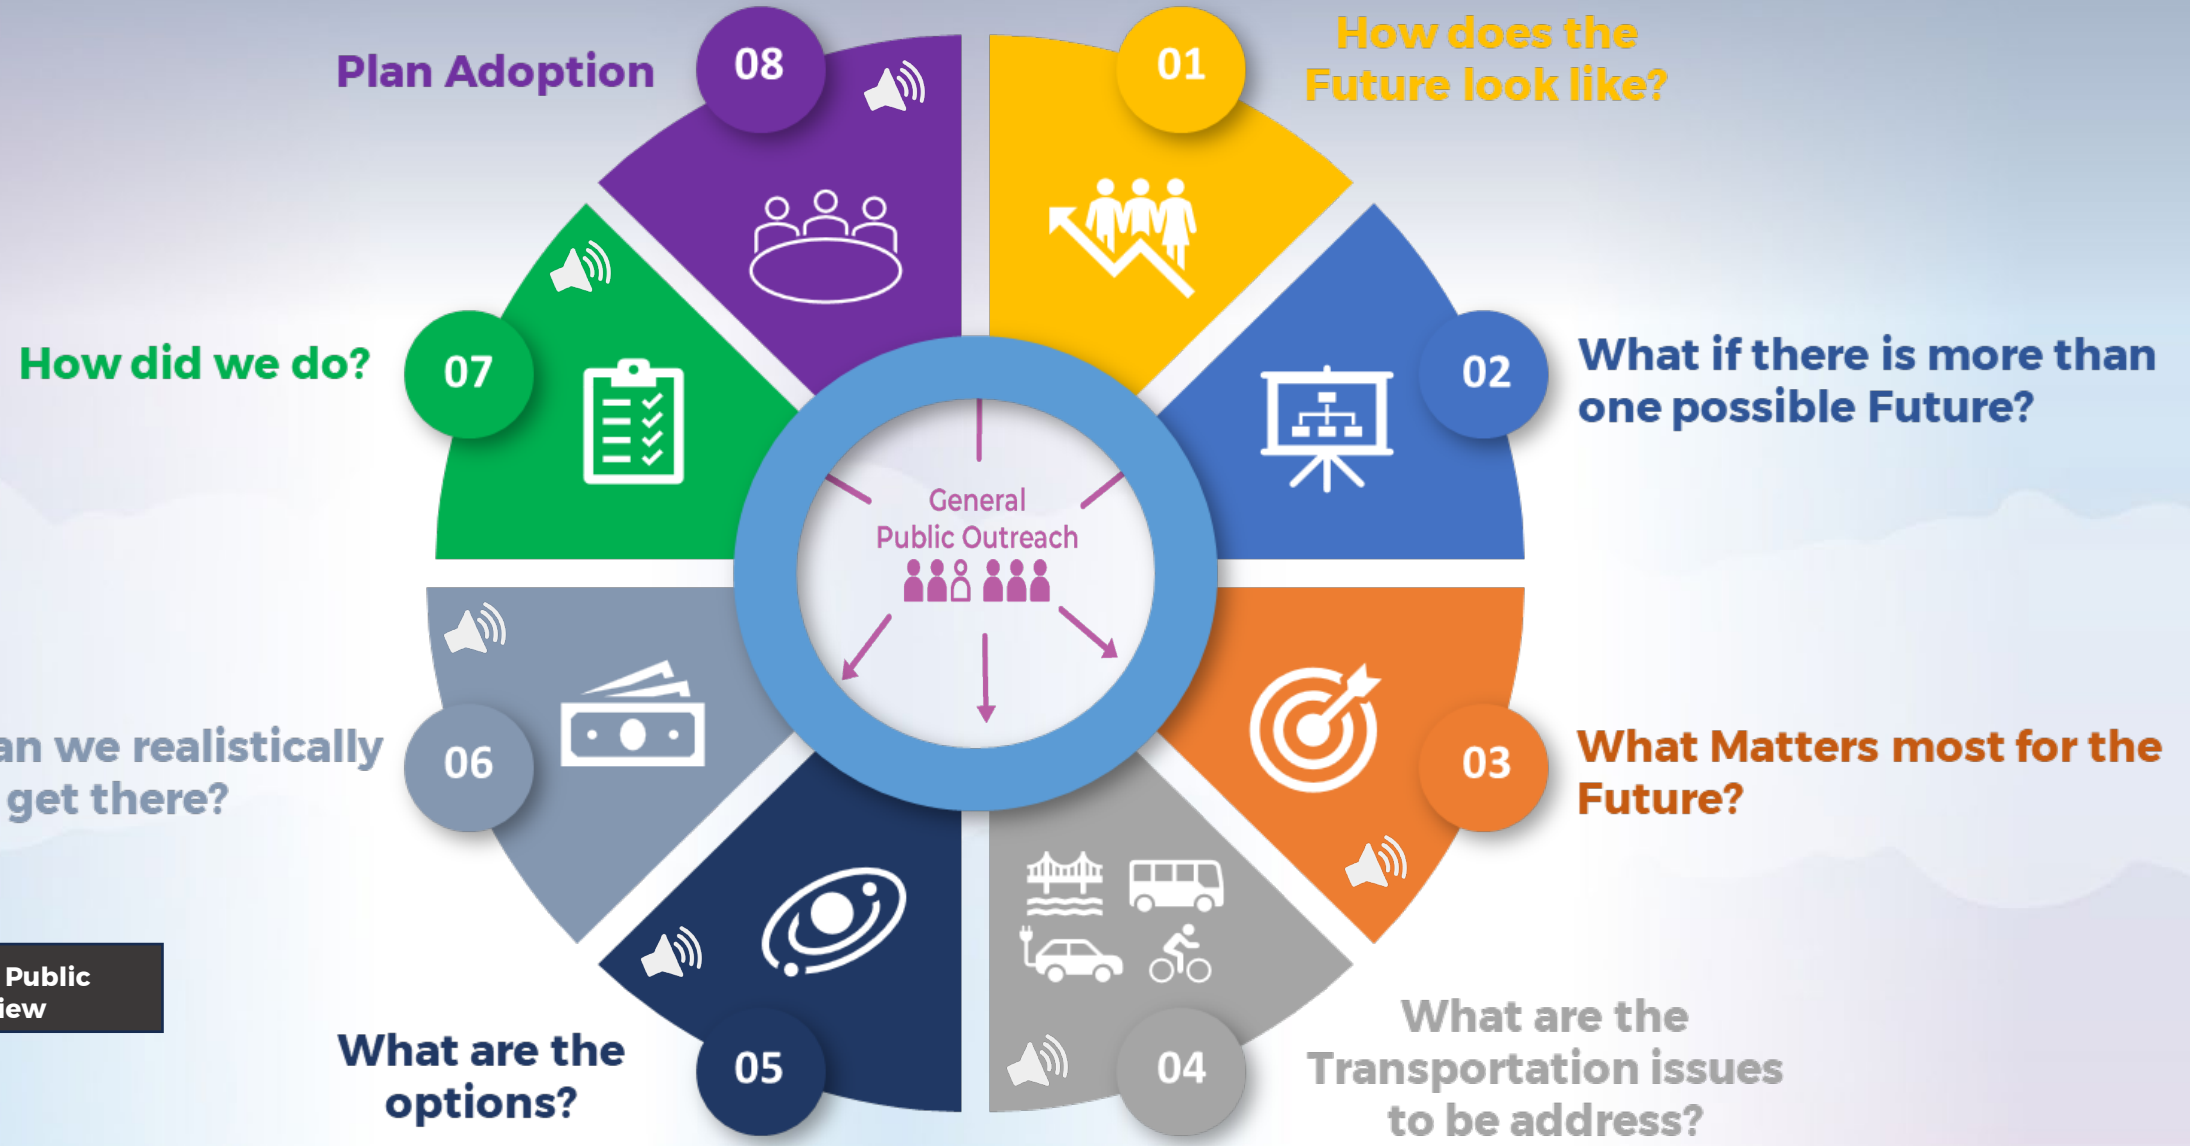 01
How does the
Future look like?
02
What if there is more than
one possible Future?
03
What Matters most for the
Future?
04
What are the
Transportation issues
to be address?
05
What are the
options?
06
an we realistically
get there?
07
How did we do?
08
Plan Adoption
General
Public Outreach
Public
iew